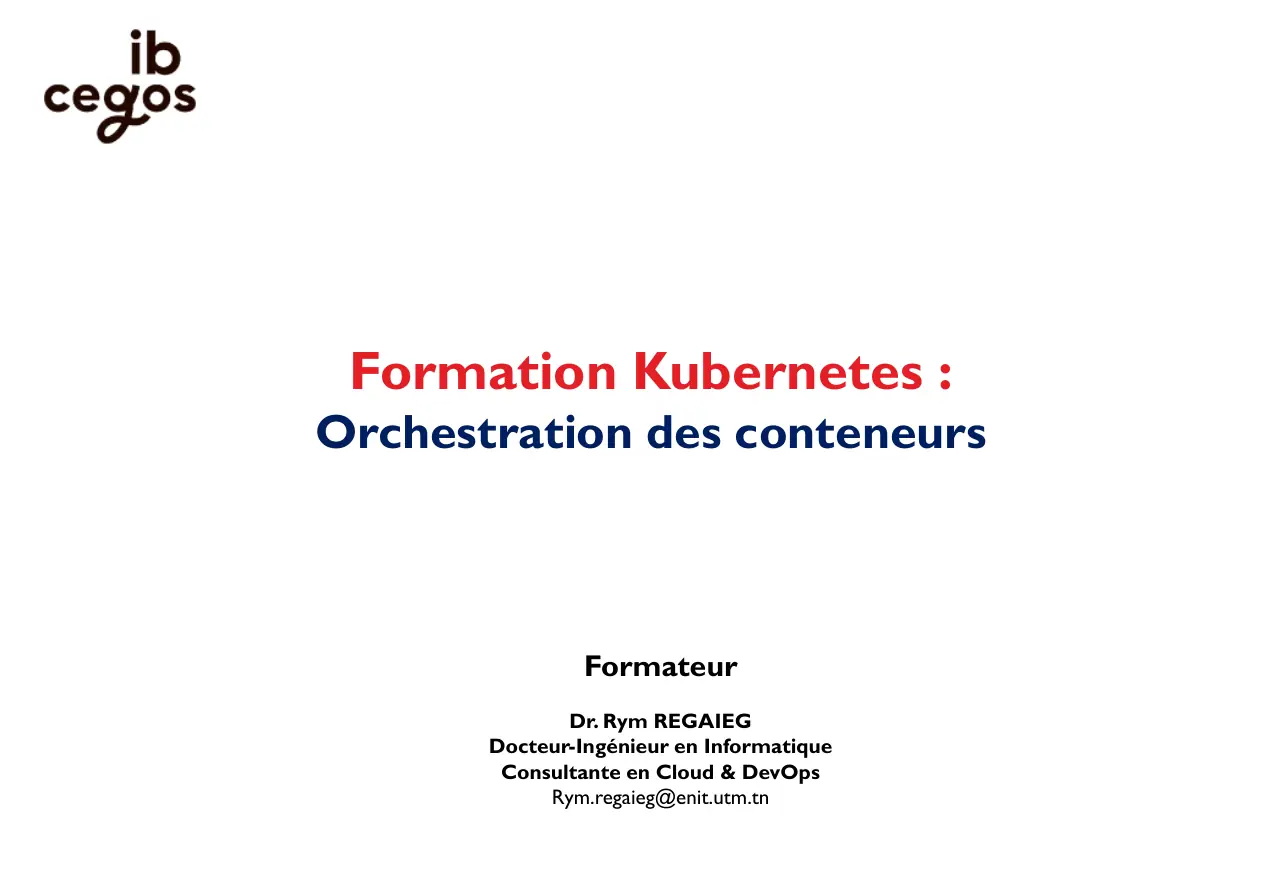 ib
cegos
Formation Kubernetes :
Orchestration des conteneurs
Formateur
Dr. Rym REGAIEG
Docteur-Ingénieur en Informatique
Consultante en Cloud & DevOps
Rym.regaieg@enit.utm.tn